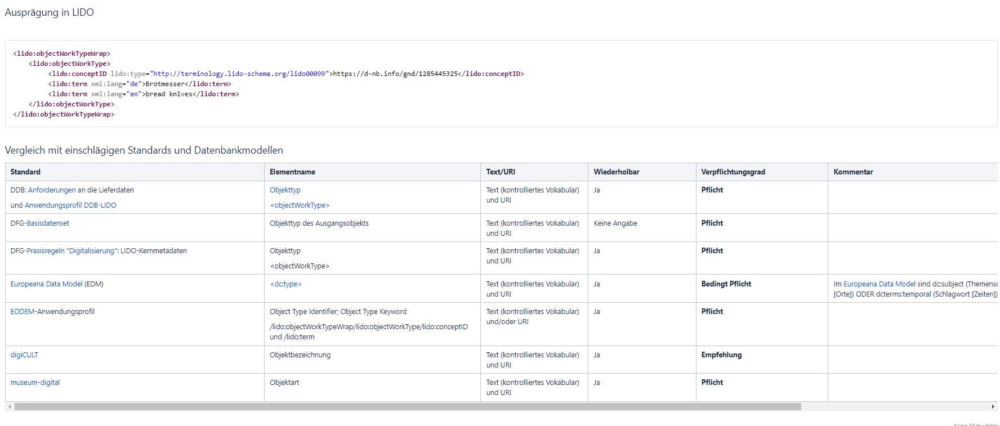 Ausprägung in LIDO
<lido:objectWorkTypeWrap>
<lido:objectWorkType>
<lido:conceptID lido:type="http://terminology.lido-schema.org/lido00099">https://d-nb.info/gnd/1285445325</lido:conceptID>
<lido:term xml:lang="de">Brotmesser</lido:term>
<lido:term xml:lang="en">bread knives</lido:term>
</lido:objectWorkType>
</lido:objectWorkTypeWrap>
Vergleich mit einschlägigen Standards und Datenbankmodellen
Standard Elementname Text/URI Wiederholbar Verpflichtungsgrad Kommentar
DDB: Anforderungen an die Lieferdaten Objekttyp Text (kontrolliertes Vokabular) Ja Pflicht
und URI
und Anwendungsprofil DDB-LIDO <objectWorkType>
DFG-Basisdatenset Objekttyp des Ausgangsobjekts Text (kontrolliertes Vokabular) Keine Angabe Pflicht
und URI
DFG-Praxisregeln "Digitalisierung": LIDO-Kernmetadaten Objekttyp Text (kontrolliertes Vokabular) Ja Pflicht
und URI
<objectWorkType>
Europeana Data Model (EDM) <dc:type> Text (kontrolliertes Vokabular) Ja Bedingt Pflicht Im Europeana Data Model sind dc:subject
und URI [Orte]) ODER dcterms:temporal (Schlagwort [Zeiten])
EODEM-Anwendungsprofil Object Type Identifier; Object Type Keyword Text (kontrolliertes Vokabular) Ja Pflicht
und/oder URI
/lido:objectWorkTypeWrap/lido:objectWorkType/lido:conceptID
und /lido:term
digiCULT Objektbezeichnung Text (kontrolliertes Vokabular) Ja Empfehlung
und URI
museum-digital Objektart Text (kontrolliertes Vokabular) Ja Pflicht
und URI